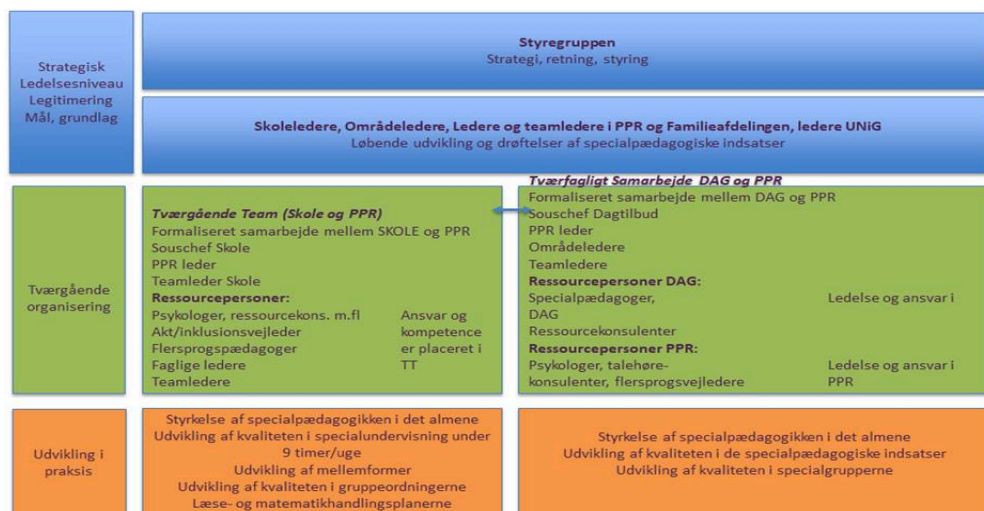 Strategisk
Ledelsesniveau
Legitimering
Mål, grundlag
Styregruppen
Strategi, retning, styring
Skoleledere, Områdeledere, Ledere og teamledere i PPR og Familieafdelingen, ledere UNiG
Løbende udvikling og drøftelser af specialpædagogiske indsatser
Tværgående
organisering
Tværgående Team (Skole og PPR)
Formaliseret samarbejde mellem SKOLE og PPR
Souschef Skole
PPR leder
Teamleder Skole
Ressourcepersoner:
Psykologer, ressourcekons. m.fl
Akt/inklusionsvejleder
Flersprogspædagoger
Faglige ledere
Teamledere
Ansvar og
kompetence
er placeret i
TT
Tværfagligt Samarbejde DAG og PPR
Formaliseret samarbejde mellem DAG og PPR
Souschef Dagtilbud
PPR leder
Områdeledere
Teamledere
Ressourcepersoner DAG:
Specialpædagoger,
Ledelse og ansvar i
DAG
Ressourcekonsulenter
Ressourcepersoner PPR:
Psykologer, talehøre-
konsulenter, flersprogsvejledere
Ledelse og ansvar i
PPR
Udvikling i
praksis
Styrkelse af specialpædagogikken i det almene
Udvikling af kvaliteten i specialundervisning under
9 timer/uge
Udvikling af mellemformer
Udvikling af kvaliteten i gruppeordningerne
Læse- og matematikhandlingsplanerne
Styrkelse af specialpædagogikken i det almene
Udvikling af kvaliteten i de specialpædagogiske indsatser
Udvikling af kvaliteten i specialgrupperne